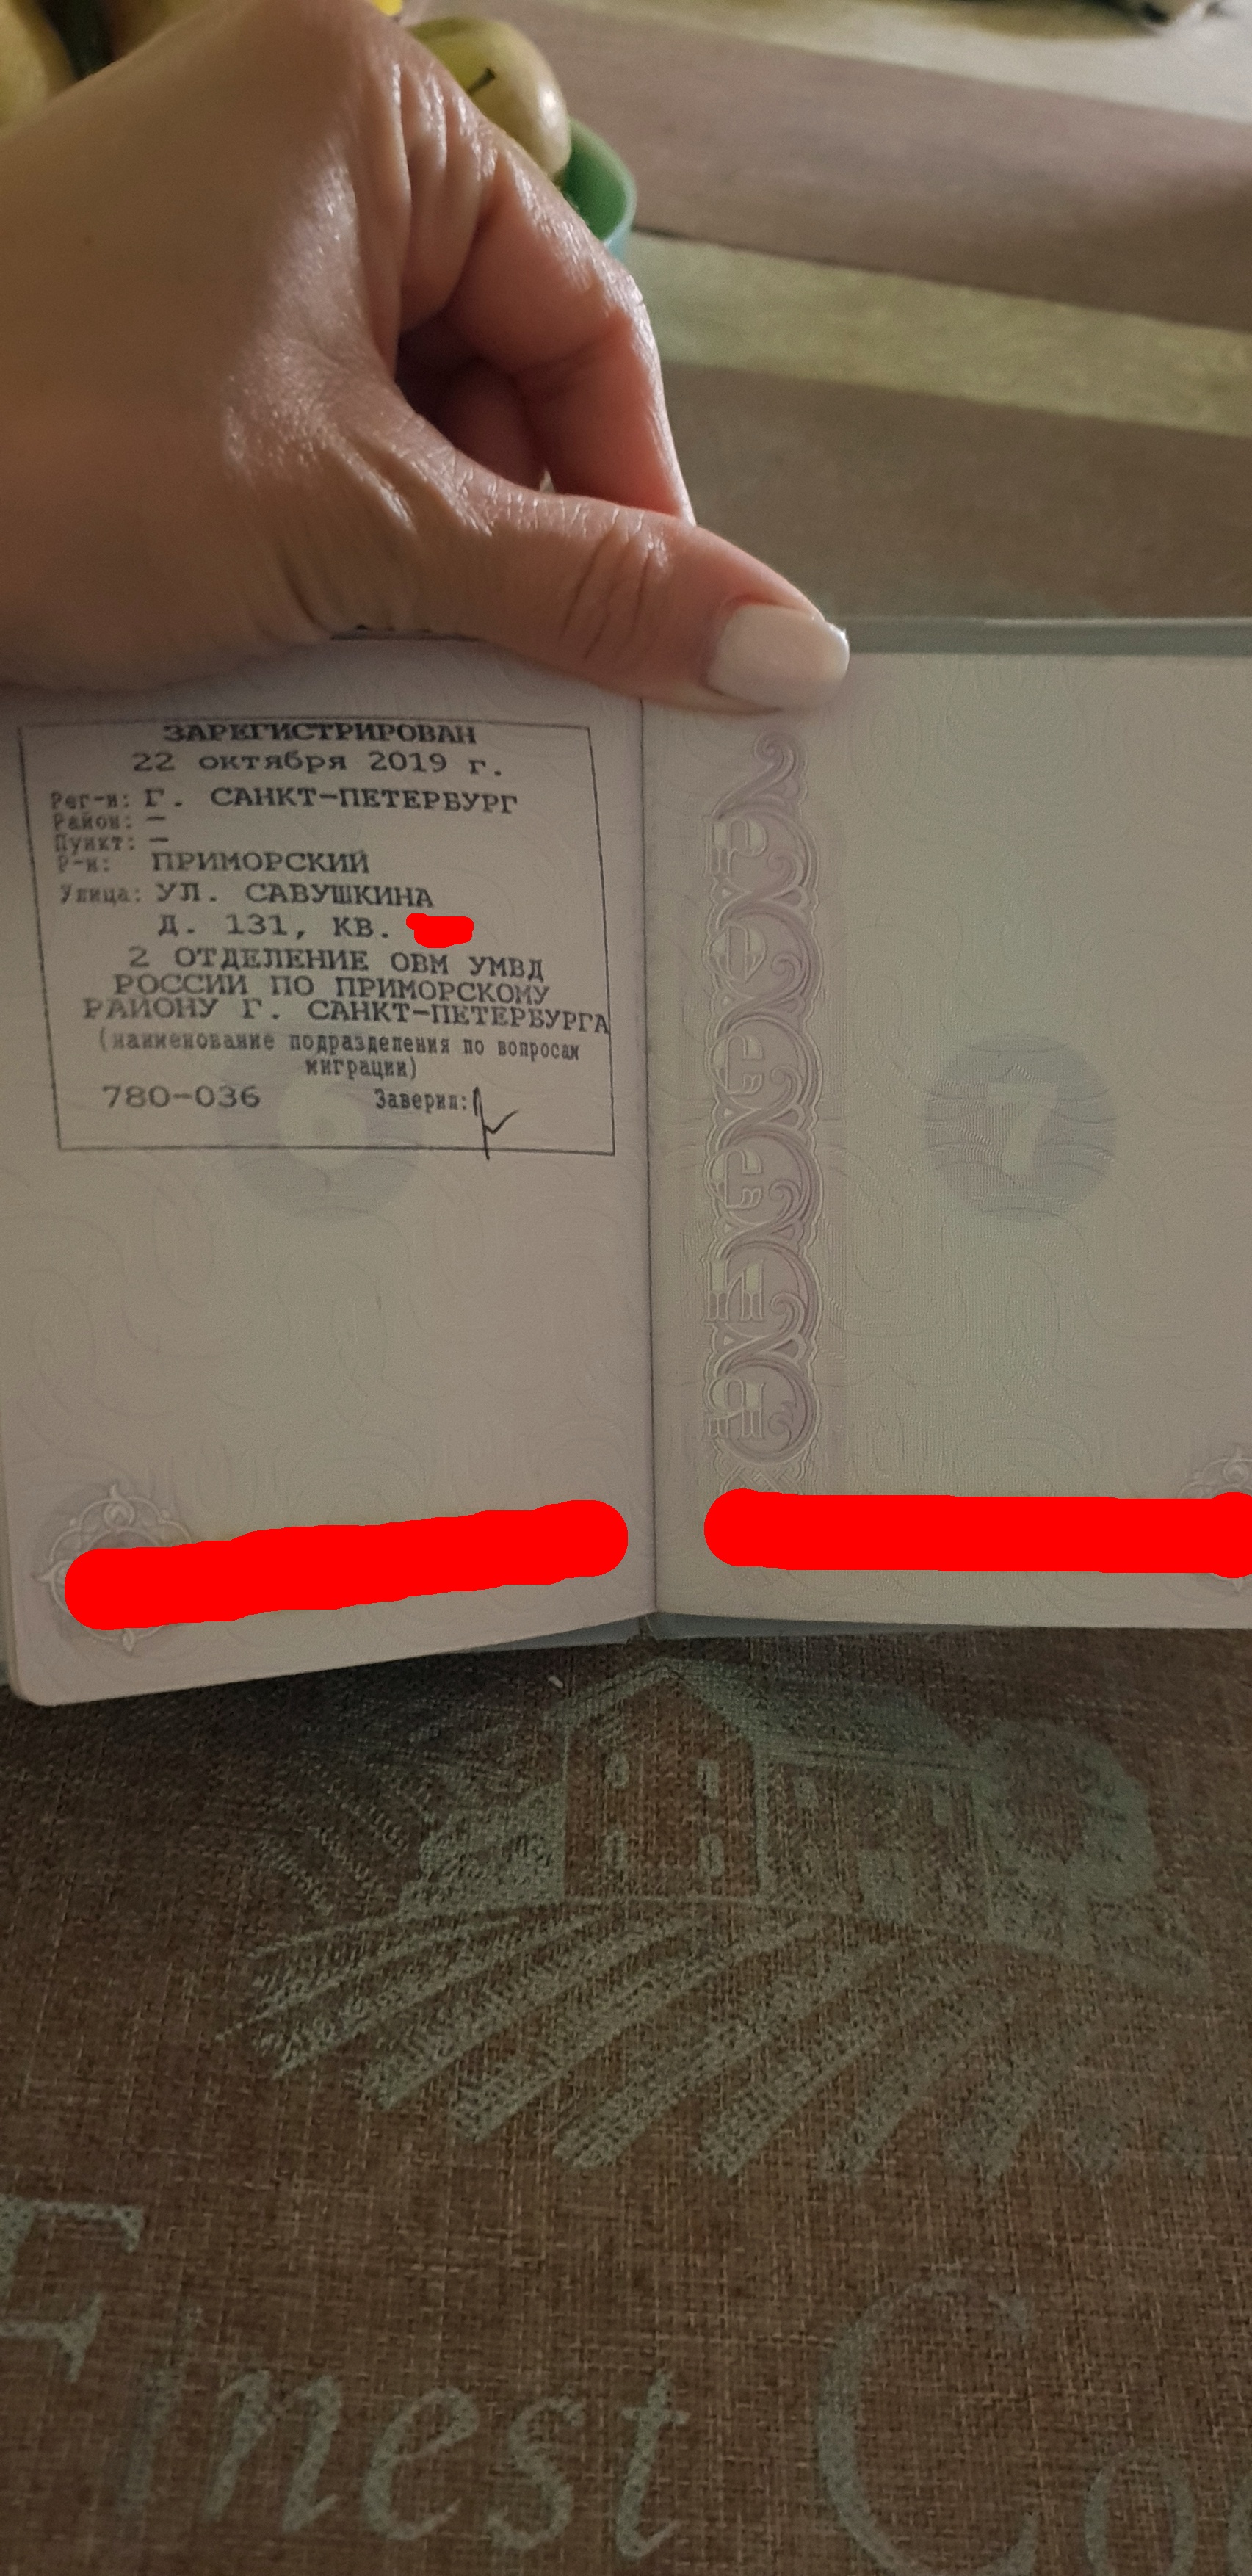 ЗАРЕГИСТРИРОВАН
22 октября 2019 г.
Рег-н: Г. САНКТ-ПЕТЕРБУРГ
Район: —
Пункт: —
Р-н: ПРИМОРСКИЙ
Улица: УЛ. САВУШКИНА
Д. 131, КВ.
2 ОТДЕЛЕНИЕ ОВМ УМВД
РОССИИ ПО ПРИМОРСКОМУ
РАЙОНУ Г. САНКТ-ПЕТЕРБУРГА
(наименование подразделения по вопросам
миграции)
780-036 Заверил:
7
Finest